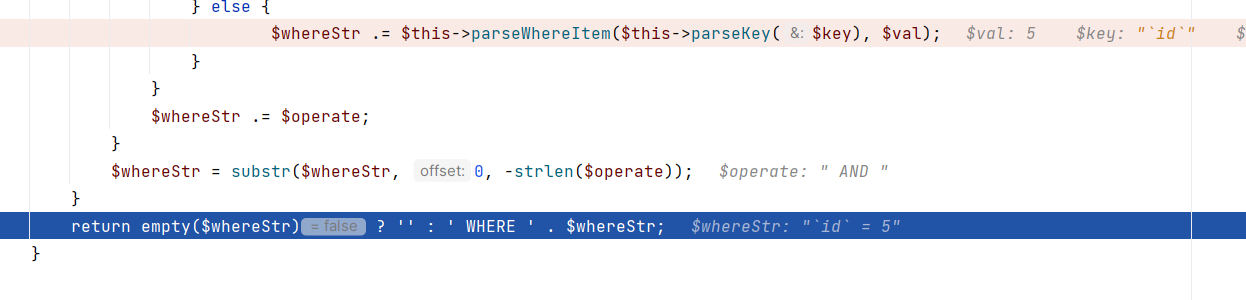 } else {
$whereStr .= $this->parseWhereItem($this->parseKey( &: $key), $val); $val: 5 $key: "`id`" $
}
}
$whereStr .= $operate;
}
$whereStr = substr($whereStr, offset: 0, -strlen($operate)); $operate: " AND "
}
return empty($whereStr) = false ? '' : ' WHERE ' . $whereStr; $whereStr: "`id` = 5"
}